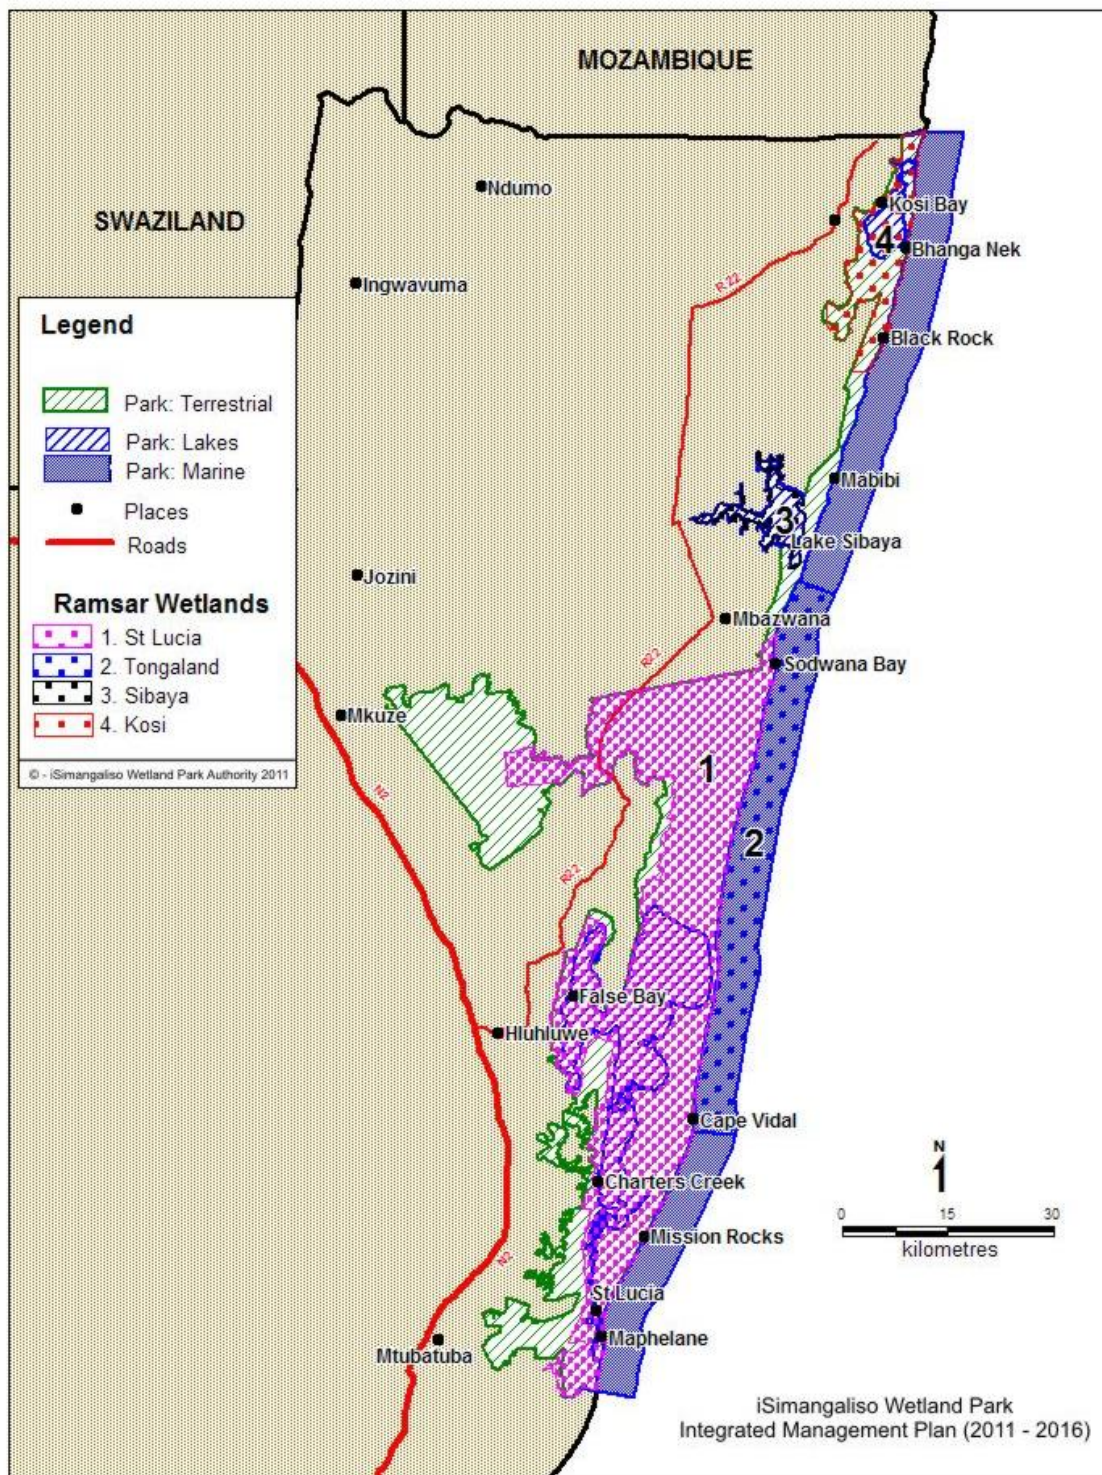 MOZAMBIQUE
Ndumo
SWAZILAND
Kosi Bay
4
Bhanga Nek
Ingwavuma
R 22
Black Rock
Legend
Park: Terrestrial
Park: Lakes
Park: Marine
Places
Roads
Ramsar Wetlands
1. St Lucia
2. Tongaland
3. Sibaya
4. Kosi
© - iSimangaliso Wetland Park Authority 2011
Mabibi
3
Lake Sibaya
Jozini
Mbazwana
R22
Sodwana Bay
Mkuze
1
N2
2
R22
False Bay
Hluhluwe
Cape Vidal
Charters Creek
Mission Rocks
N2
St Lucia
Maphelane
Mtubatuba
N
0 15 30
kilometres
iSimangaliso Wetland Park
Integrated Management Plan (2011 - 2016)